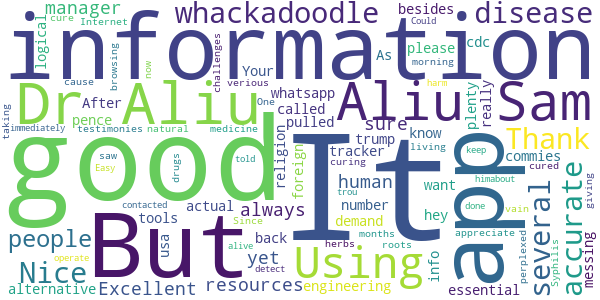 cure Internet
manager
whackadoodle
besides
disease
logical
information
challenges
Could
As
please
cdc
morning
cause
browsing
now
Your
verious
plenty
really
Dr Aliu
After
pence
whatsapp
One
called
pulled
Aliu Sam
harm
taking
immediately
testimonies
natural
medicine
sure
know
living
Thank
good
saw
drugs
told
Easy
religion
foreign
trump
tracker
curing
It
app
keep
commies
cured
human
want
hey
done
himabout
vain
giving
actual
always
number
demand
trou
info
appreciate
perplexed
several
accurate
messing
Syphilis
people
But
contacted
tools
usa
Since
back
herbs
months
roots
Nice
yet
alive
Using
engineering
operate
detect
alternative
Excellent
resources
essential